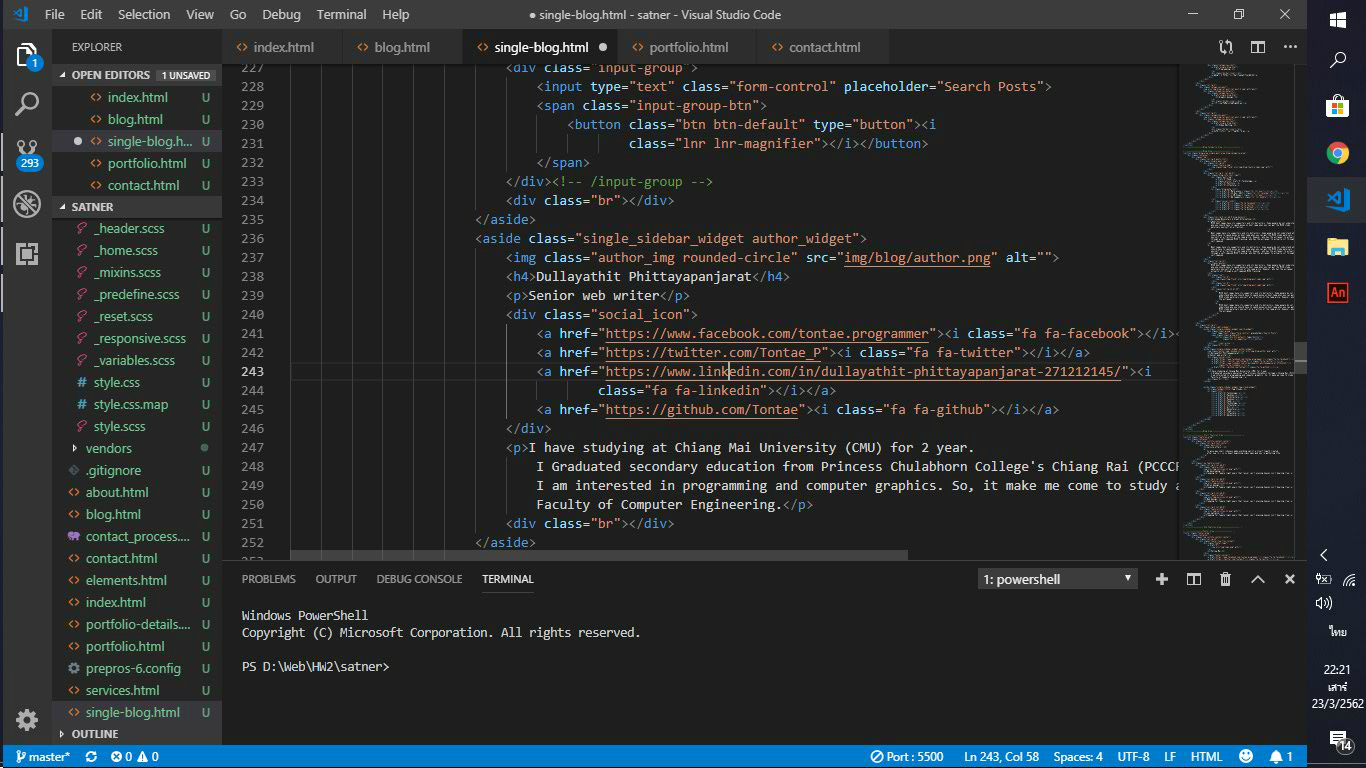 File Edit Selection View Go Debug Terminal Help
● single-blog.html - satner - Visual Studio Code
EXPLORER
1
293
OPEN EDITORS 1 UNSAVED
index.html U
blog.html U
single-blog.h... U
portfolio.html U
contact.html U
SATNER
_header.scss U
_home.scss U
_mixins.scss U
_predefine.scss U
_reset.scss U
_responsive.scss U
_variables.scss U
# style.css U
# style.css.map U
style.scss U
vendors
.gitignore U
about.html U
blog.html U
contact_process.... U
contact.html U
elements.html U
index.html U
portfolio-details.... U
portfolio.html U
prepros-6.config U
services.html U
single-blog.html U
OUTLINE
index.html blog.html single-blog.html ● portfolio.html contact.html
227 <div class="input-group">
228 <input type="text" class="form-control" placeholder="Search Posts">
229 <span class="input-group-btn">
230 <button class="btn btn-default" type="button"><i
231 class="lnr lnr-magnifier"></i></button>
232 </span>
233 </div><!-- /input-group -->
234 <div class="br"></div>
235 </aside>
236 <aside class="single_sidebar_widget author_widget">
237 <img class="author_img rounded-circle" src="img/blog/author.png" alt="">
238 <h4>Dullayathit Phittayapanjarat</h4>
239 <p>Senior web writer</p>
240 <div class="social_icon">
241 <a href="https://www.facebook.com/tontae.programmer"><i class="fa fa-facebook"></i><
242 <a href="https://twitter.com/Tontae_P"><i class="fa fa-twitter"></i></a>
243 <a href="https://www.linkedin.com/in/dullayathit-phittayapanjarat-271212145/"><i
244 class="fa fa-linkedin"></i></a>
245 <a href="https://github.com/Tontae"><i class="fa fa-github"></i></a>
246 </div>
247 <p>I have studying at Chiang Mai University (CMU) for 2 year.
248 I Graduated secondary education from Princess Chulabhorn College's Chiang Rai (PCCCR
249 I am interested in programming and computer graphics. So, it make me come to study a
250 Faculty of Computer Engineering.</p>
251 <div class="br"></div>
252 </aside>
PROBLEMS OUTPUT DEBUG CONSOLE TERMINAL
1: powershell
Windows PowerShell
Copyright (C) Microsoft Corporation. All rights reserved.
PS D:\Web\HW2\satner>
master* 0 0 Port : 5500 Ln 243, Col 58 Spaces: 4 UTF-8 LF HTML 1
An
ไทย
22:21
เสาร์
23/3/2562
14